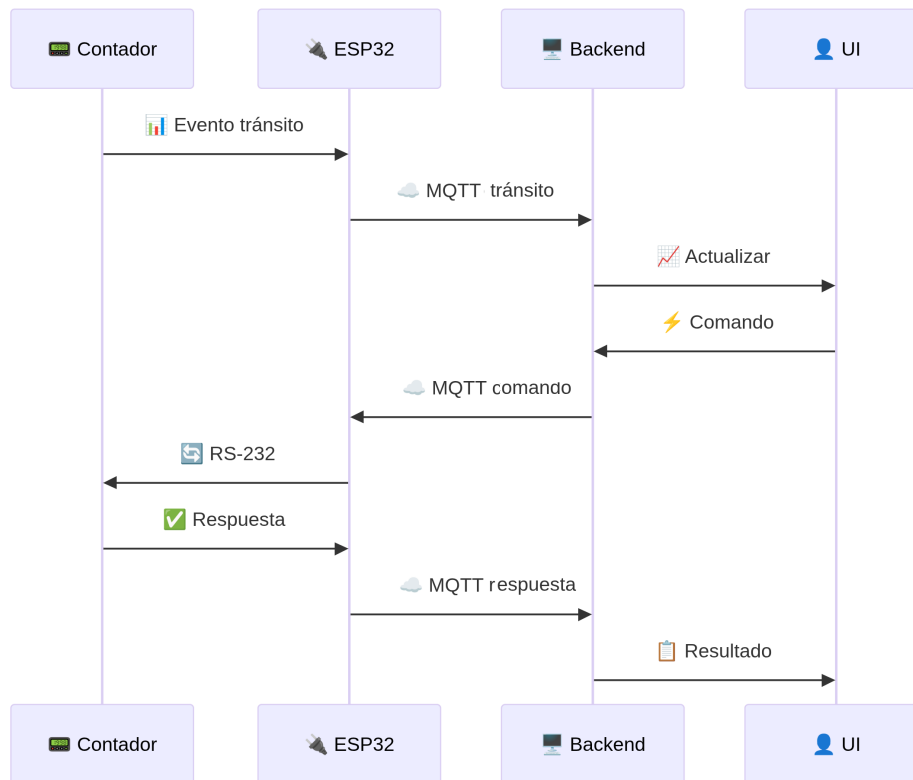 📟 Contador
🔌 ESP32
🖥️ Backend
👤 UI
📊 Evento tránsito
☁️ MQTT tránsito
📈 Actualizar
⚡ Comando
☁️ MQTT comando
🔄 RS-232
✅ Respuesta
☁️ MQTT respuesta
📋 Resultado
📟 Contador
🔌 ESP32
🖥️ Backend
👤 UI